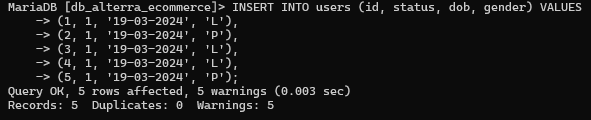 MariaDB [db_alterra_ecommerce]> INSERT INTO users (id, status, dob, gender) VALUES
    -> (1, 1, '19-03-2024', 'L'),
    -> (2, 1, '19-03-2024', 'P'),
    -> (3, 1, '19-03-2024', 'L'),
    -> (4, 1, '19-03-2024', 'L'),
    -> (5, 1, '19-03-2024', 'P');
Query OK, 5 rows affected, 5 warnings (0.003 sec)
Records: 5  Duplicates: 0  Warnings: 5